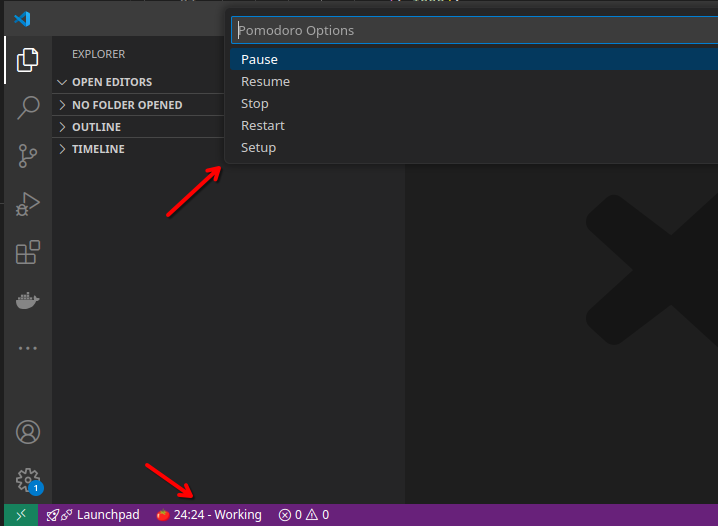 Pomodoro Options
Pause
Resume
Stop
Restart
Setup
EXPLORER
OPEN EDITORS
NO FOLDER OPENED
OUTLINE
TIMELINE
1
Launchpad 24:24 - Working 0 0